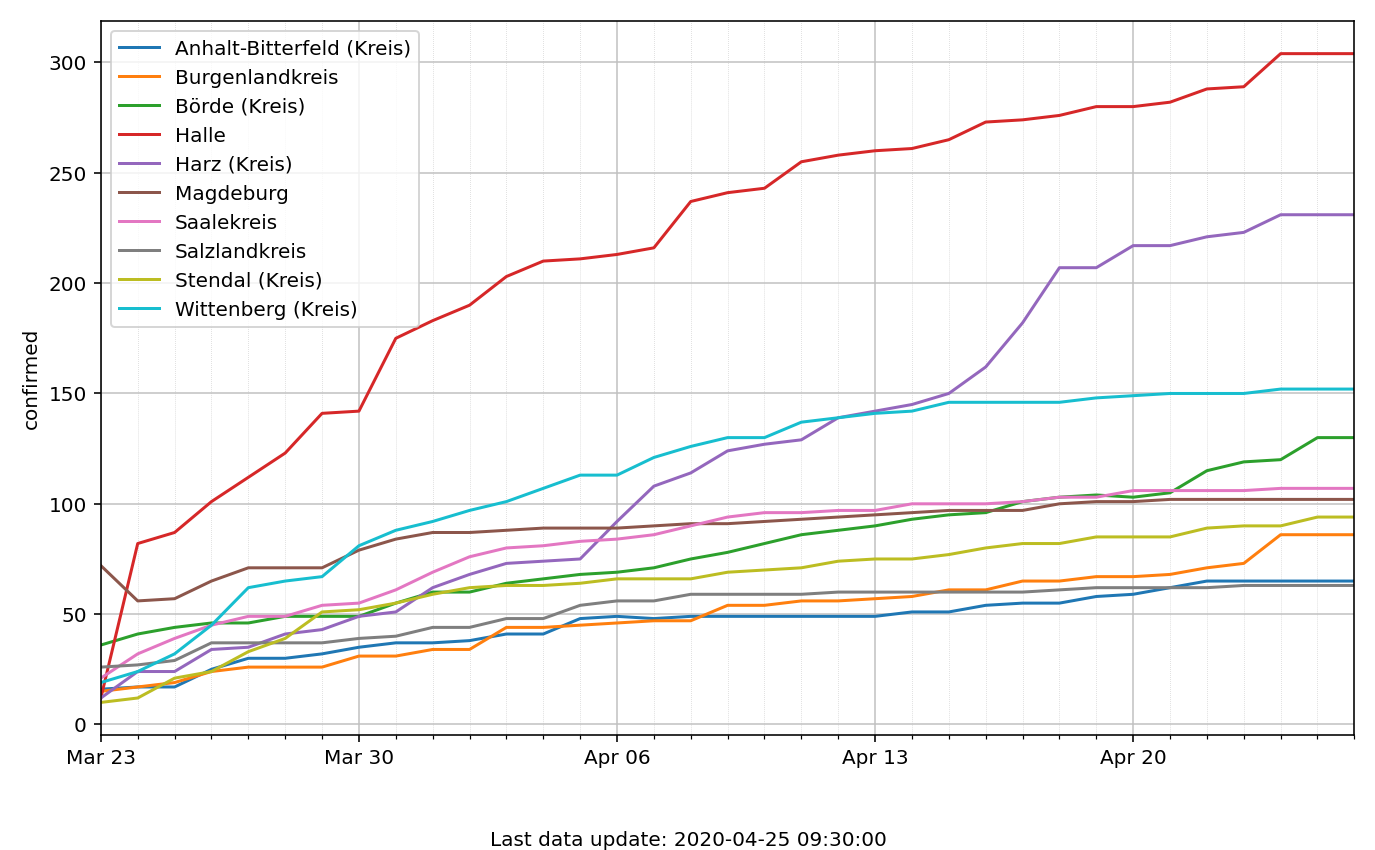 300
250
200
150
100
50
0
confirmed
Anhalt-Bitterfeld (Kreis)
Burgenlandkreis
Börde (Kreis)
Halle
Harz (Kreis)
Magdeburg
Saalekreis
Salzlandkreis
Stendal (Kreis)
Wittenberg (Kreis)
Mar 23 Mar 30 Apr 06 Apr 13 Apr 20
Last data update: 2020-04-25 09:30:00